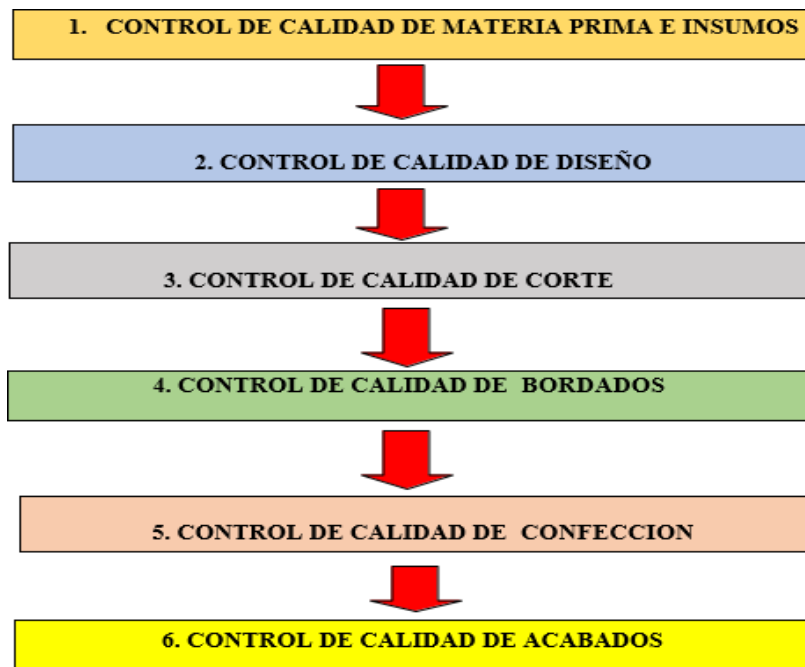 1. CONTROL DE CALIDAD DE MATERIA PRIMA E INSUMOS
2. CONTROL DE CALIDAD DE DISEÑO
3. CONTROL DE CALIDAD DE CORTE
4. CONTROL DE CALIDAD DE BORDADOS
5. CONTROL DE CALIDAD DE CONFECCION
6. CONTROL DE CALIDAD DE ACABADOS